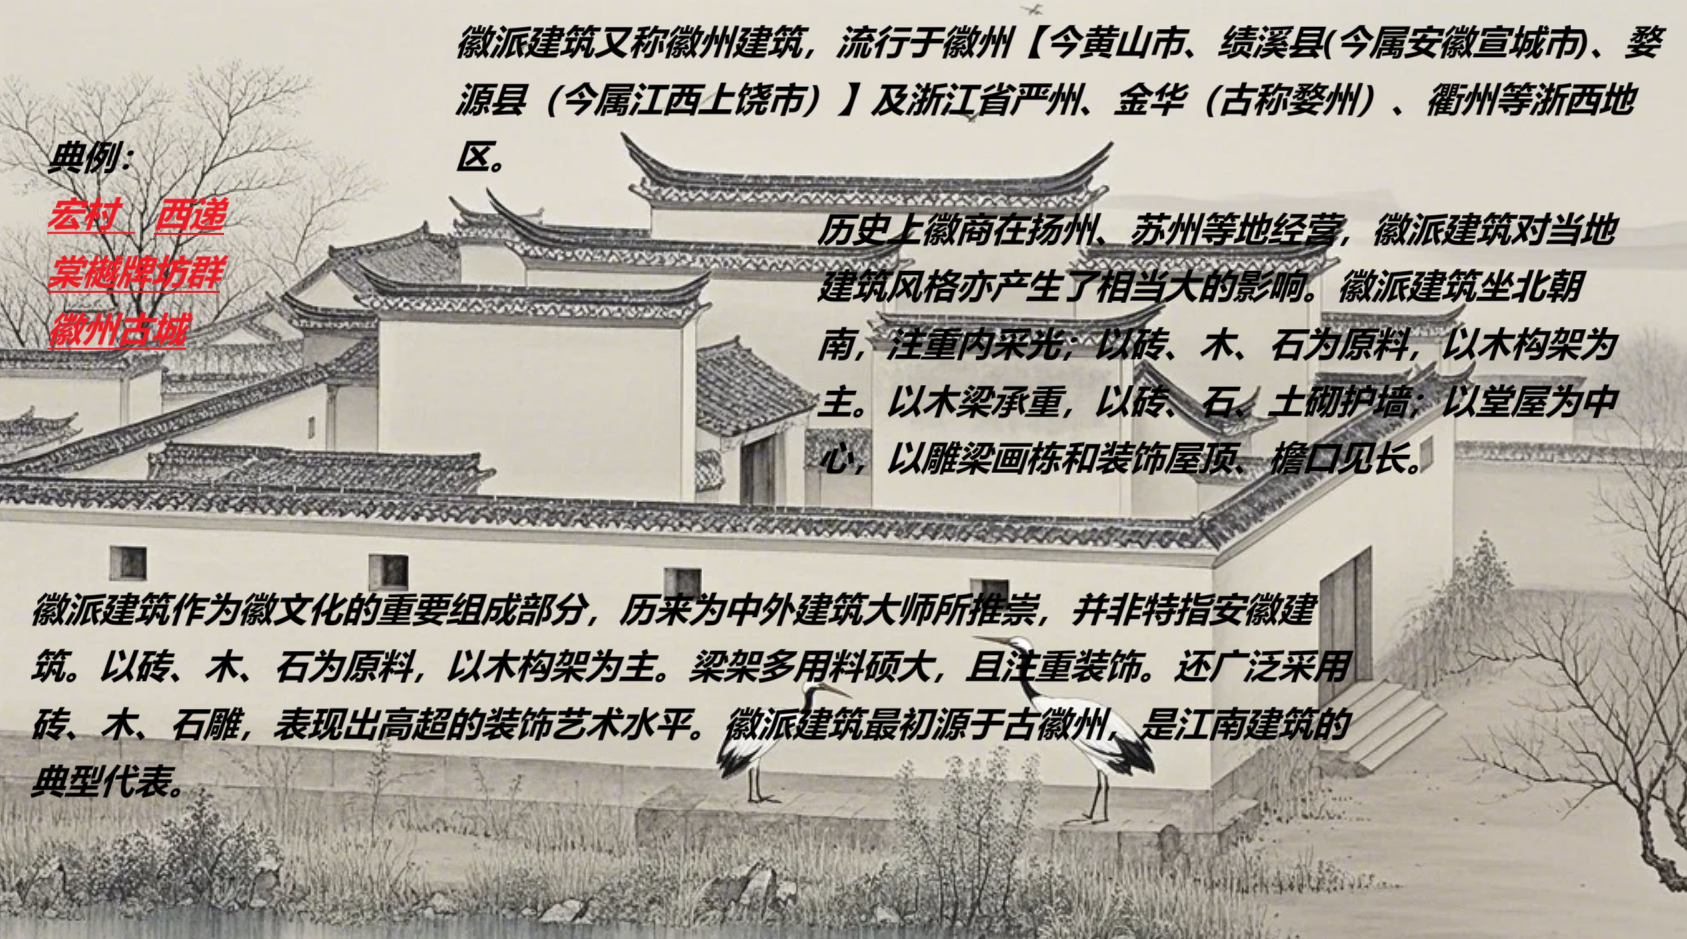 徽派建筑又称徽州建筑，流行于徽州【今黄山市、绩溪县(今属安徽宣城市)、婺
源县（今属江西上饶市）】及浙江省严州、金华（古称婺州）、衢州等浙西地
区。
典例：
宏村 西递
棠樾牌坊群
徽州古城
历史上徽商在扬州、苏州等地经营，徽派建筑对当地
建筑风格亦产生了相当大的影响。徽派建筑坐北朝
南，注重内采光；以砖、木、石为原料，以木构架为
主。以木梁承重，以砖、石、土砌护墙；以堂屋为中
心，以雕梁画栋和装饰屋顶、檐口见长。
徽派建筑作为徽文化的重要组成部分，历来为中外建筑大师所推崇，并非特指安徽建
筑。以砖、木、石为原料，以木构架为主。梁架多用料硕大，且注重装饰。还广泛采用
砖、木、石雕，表现出高超的装饰艺术水平。徽派建筑最初源于古徽州，是江南建筑的
典型代表。